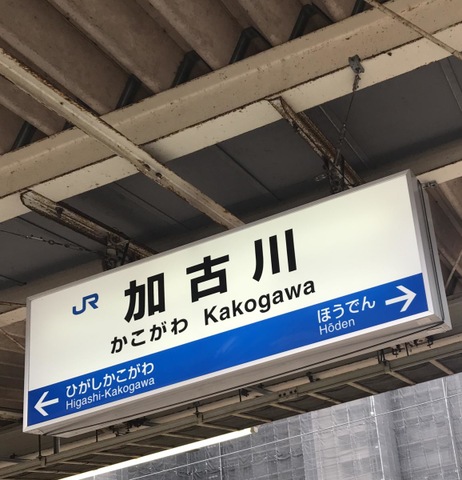 JR
加古川
かこがわ Kakogawa
ひがしかこがわ
Higashi-Kakogawa
ほうでん
Hōden